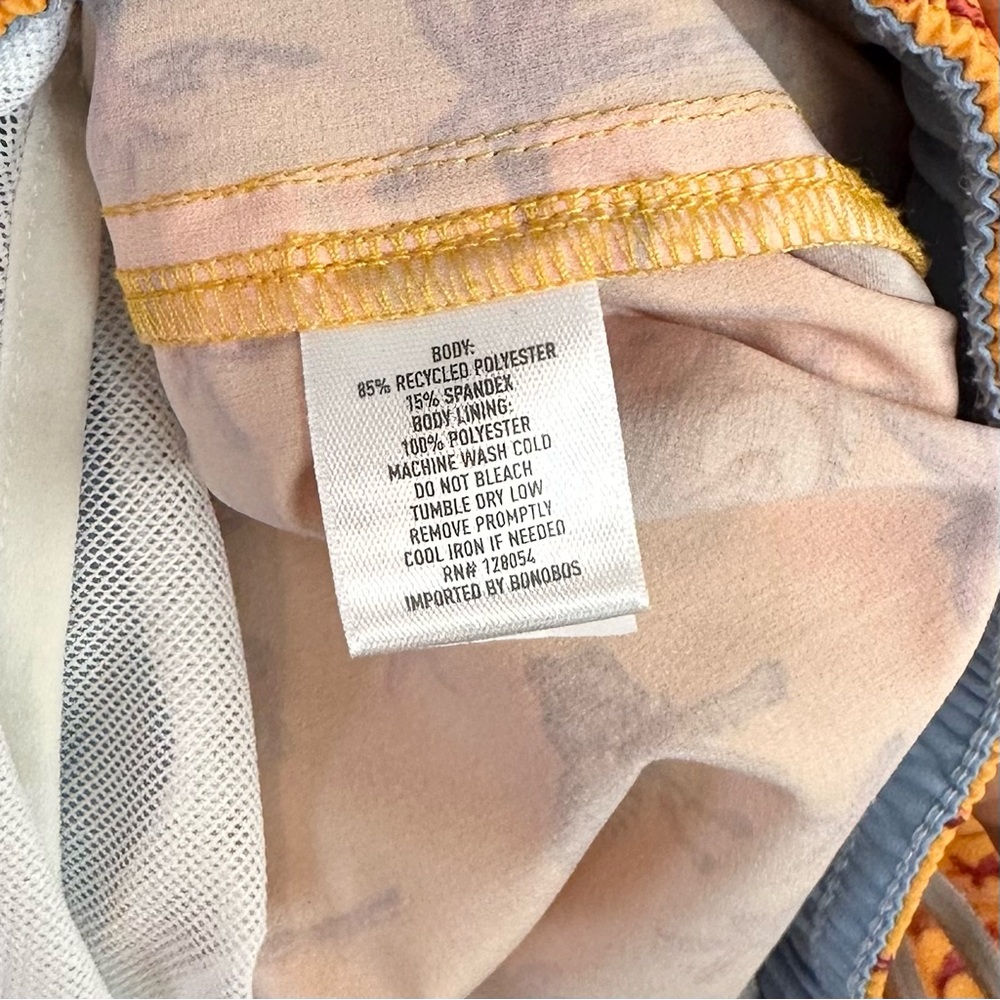 BODY:
85% RECYCLED POLYESTER
15% SPANDEX
BODY LINING:
100% POLYESTER
MACHINE WASH COLD
DO NOT BLEACH
TUMBLE DRY LOW
REMOVE PROMPTLY
COOL IRON IF NEEDED
RN# 128054
IMPORTED BY BONOBOS